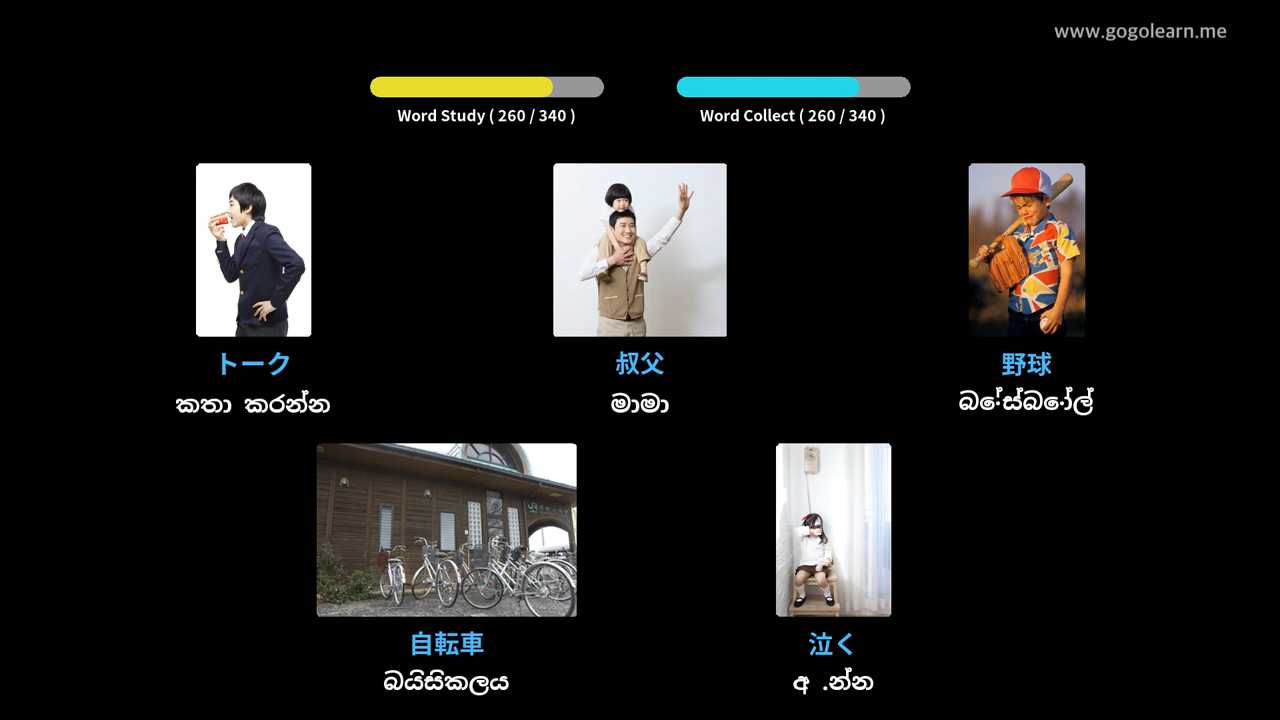 www.gogolearn.me
Word Study ( 260 / 340 )
Word Collect ( 260 / 340 )
トーク
කතා කරන්න
叔父
මාමා
野球
බේස්බෝල්
自転車
බයිසිකලය
泣く